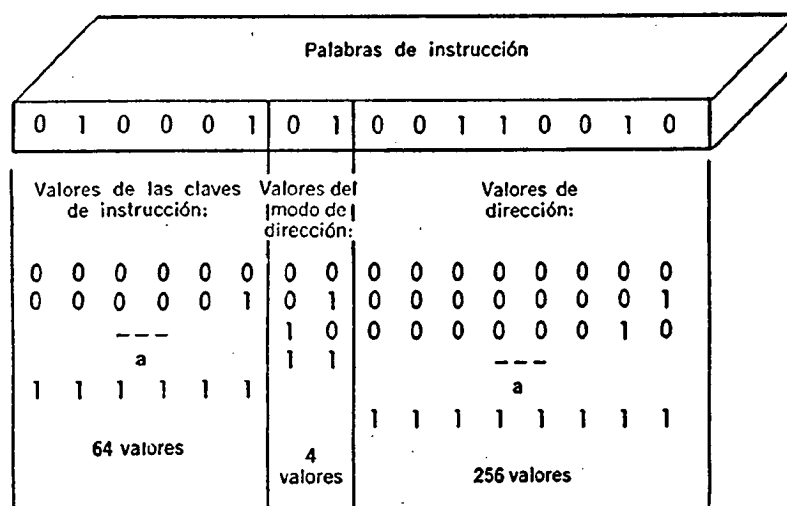 Palabras de instrucción
0 1 0 0 0 1 0 1 0 0 1 1 0 0 1 0
Valores de las claves de instrucción:
Valores del modo de dirección:
Valores de dirección:
0 0 0 0 0 0 0 0 0 0 0 0 0 0 0 0
0 0 0 0 0 1 0 1 0 0 0 0 0 0 0 1
--- 1 0 0 0 0 0 0 0 1 0
a 1 1 ---
1 1 1 1 1 1 a
1 1 1 1 1 1 1 1
64 valores
4 valores
256 valores